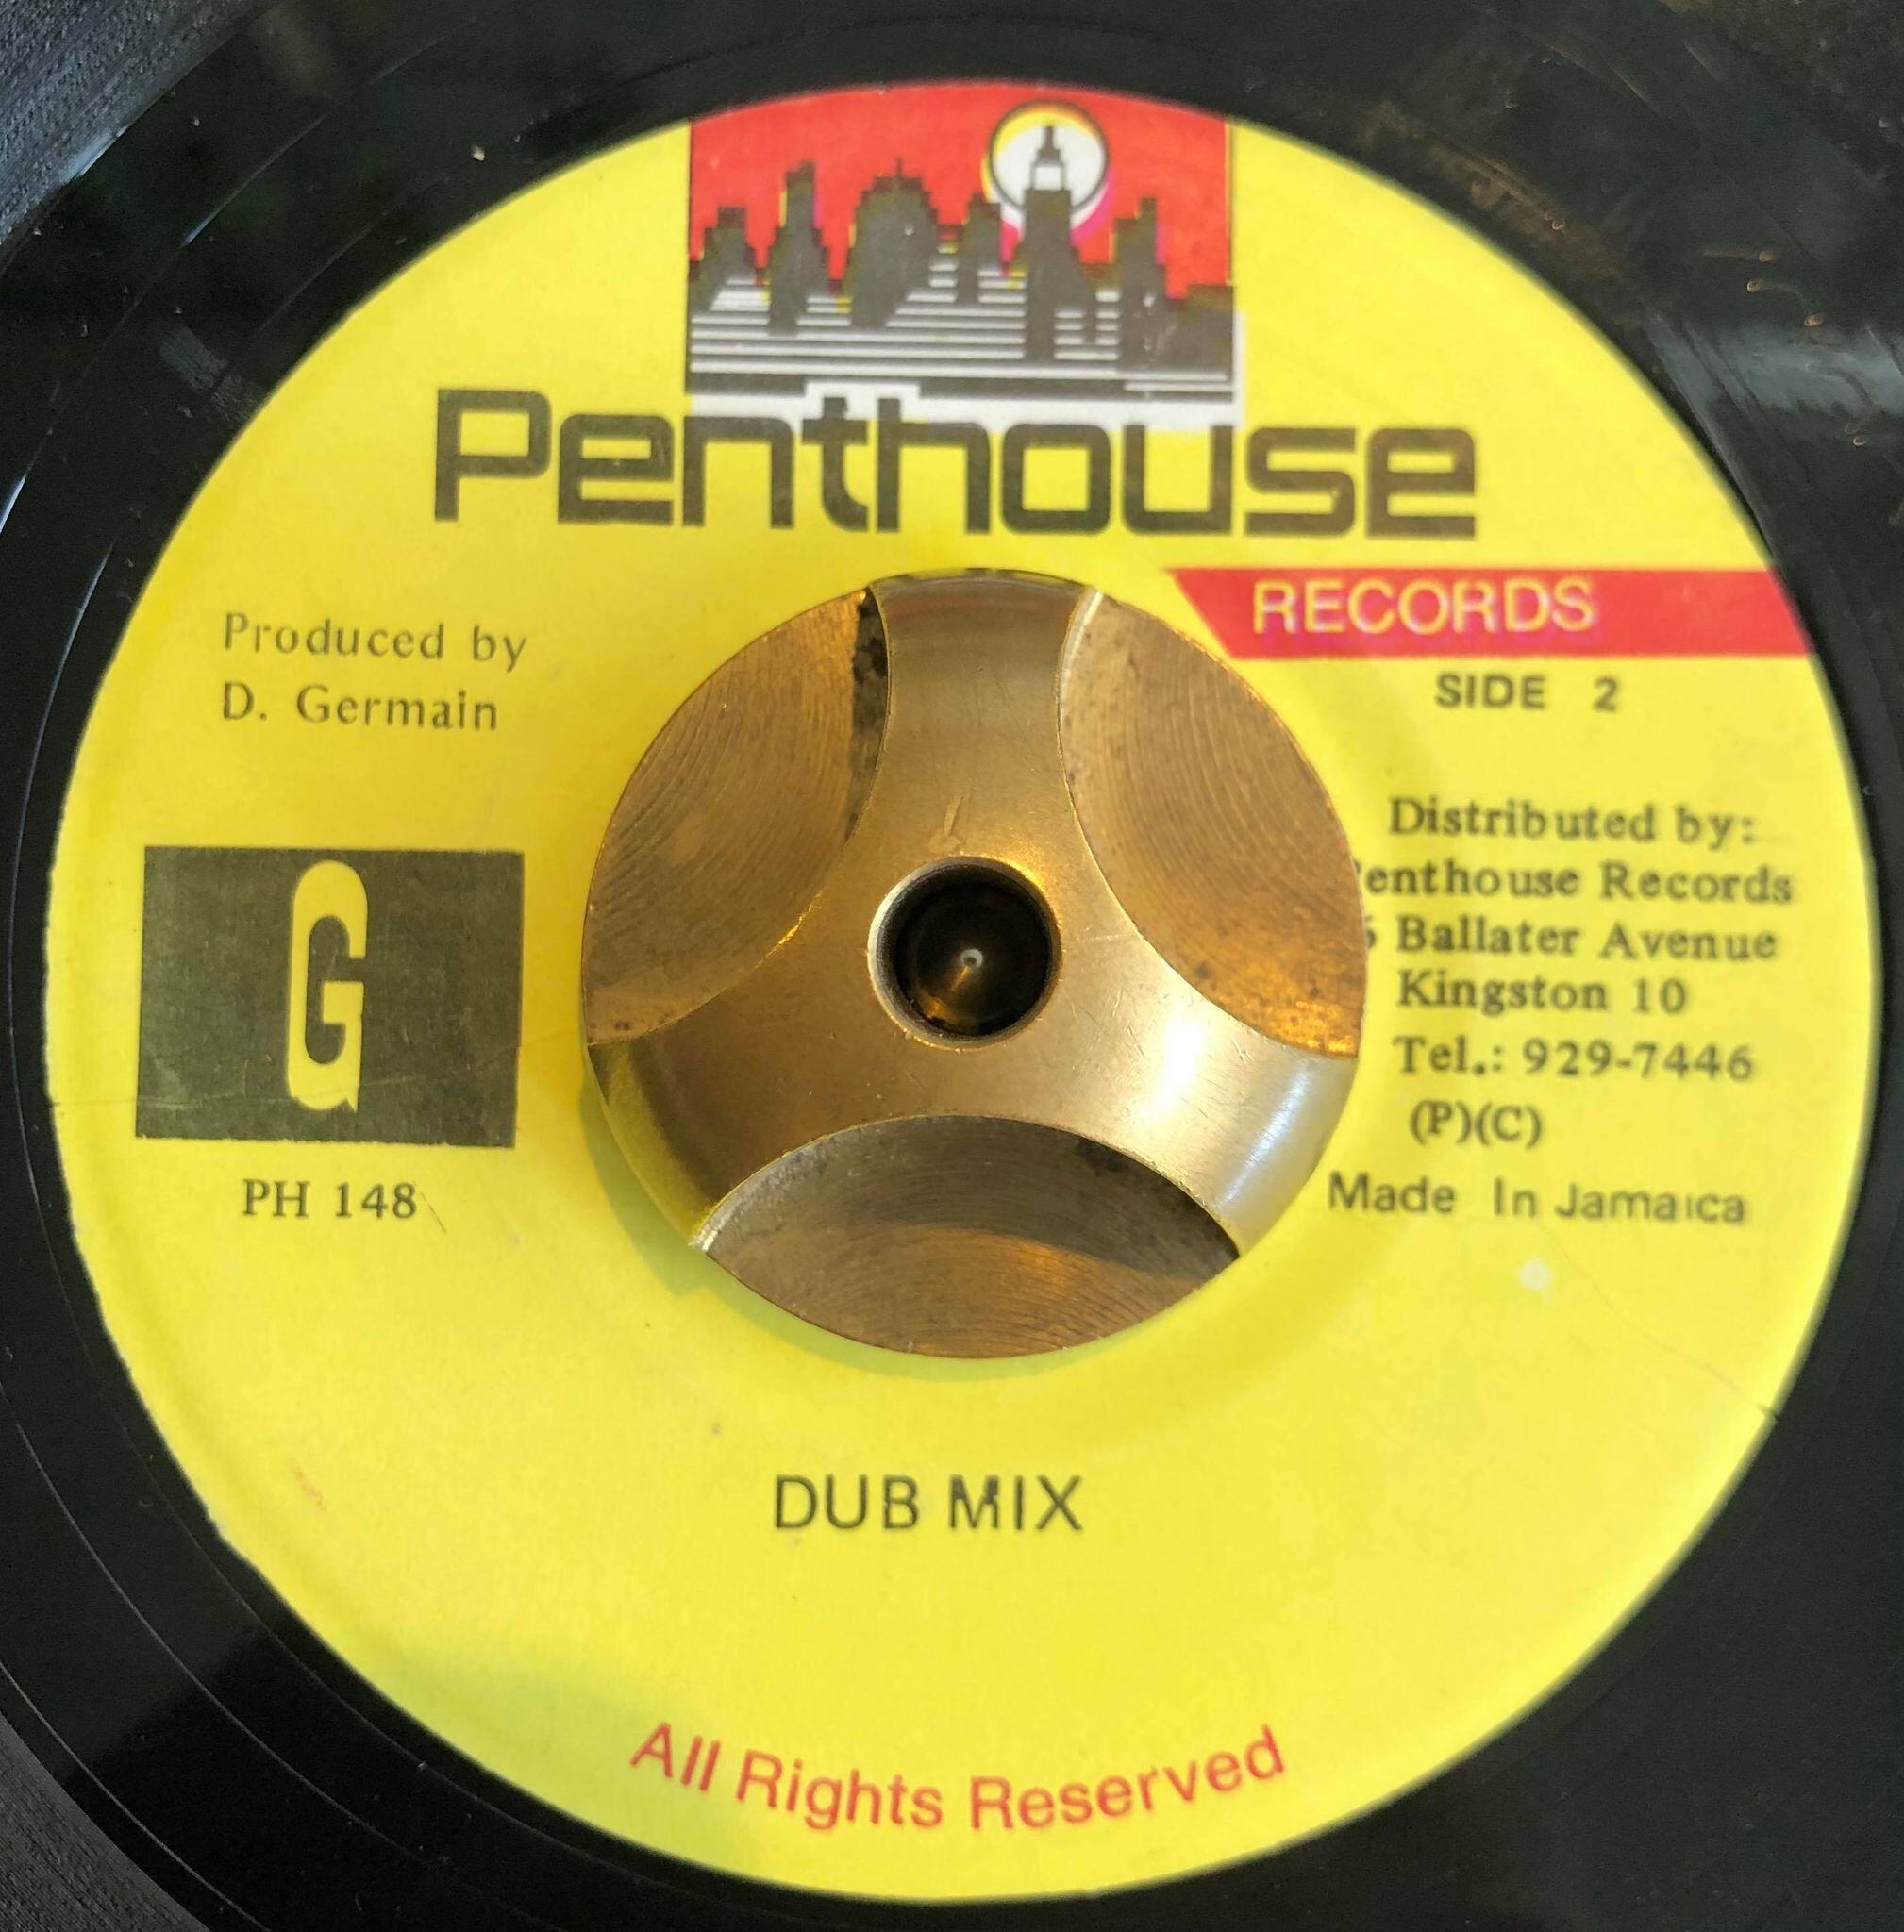 Penthouse
RECORDS
Produced by
D. Germain
SIDE 2
G
PH 148
Distributed by:
Records
Ballater Avenue
Kingston 10
Tel.: 929-7446
(P)(C)
Made In Jamaica
DUB MIX
All Rights Reserved